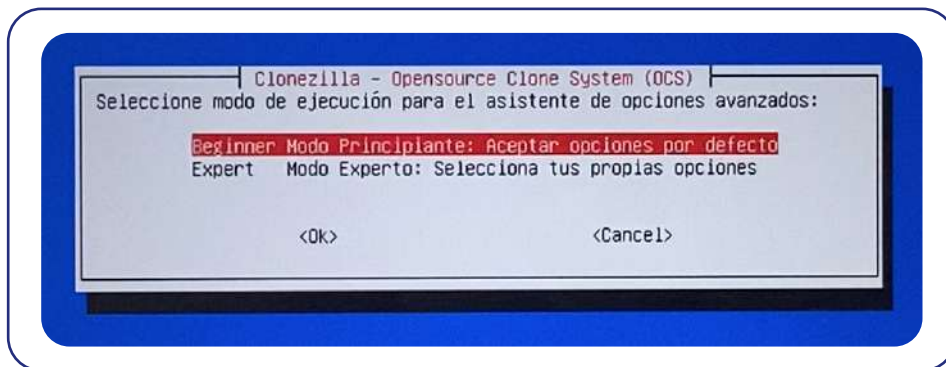 Clonezilla - Opensource Clone System (OCS)
Seleccione modo de ejecución para el asistente de opciones avanzados:
Beginner Modo Principiante: Aceptar opciones por defecto
Expert Modo Experto: Selecciona tus propias opciones
<Ok> <Cancel>